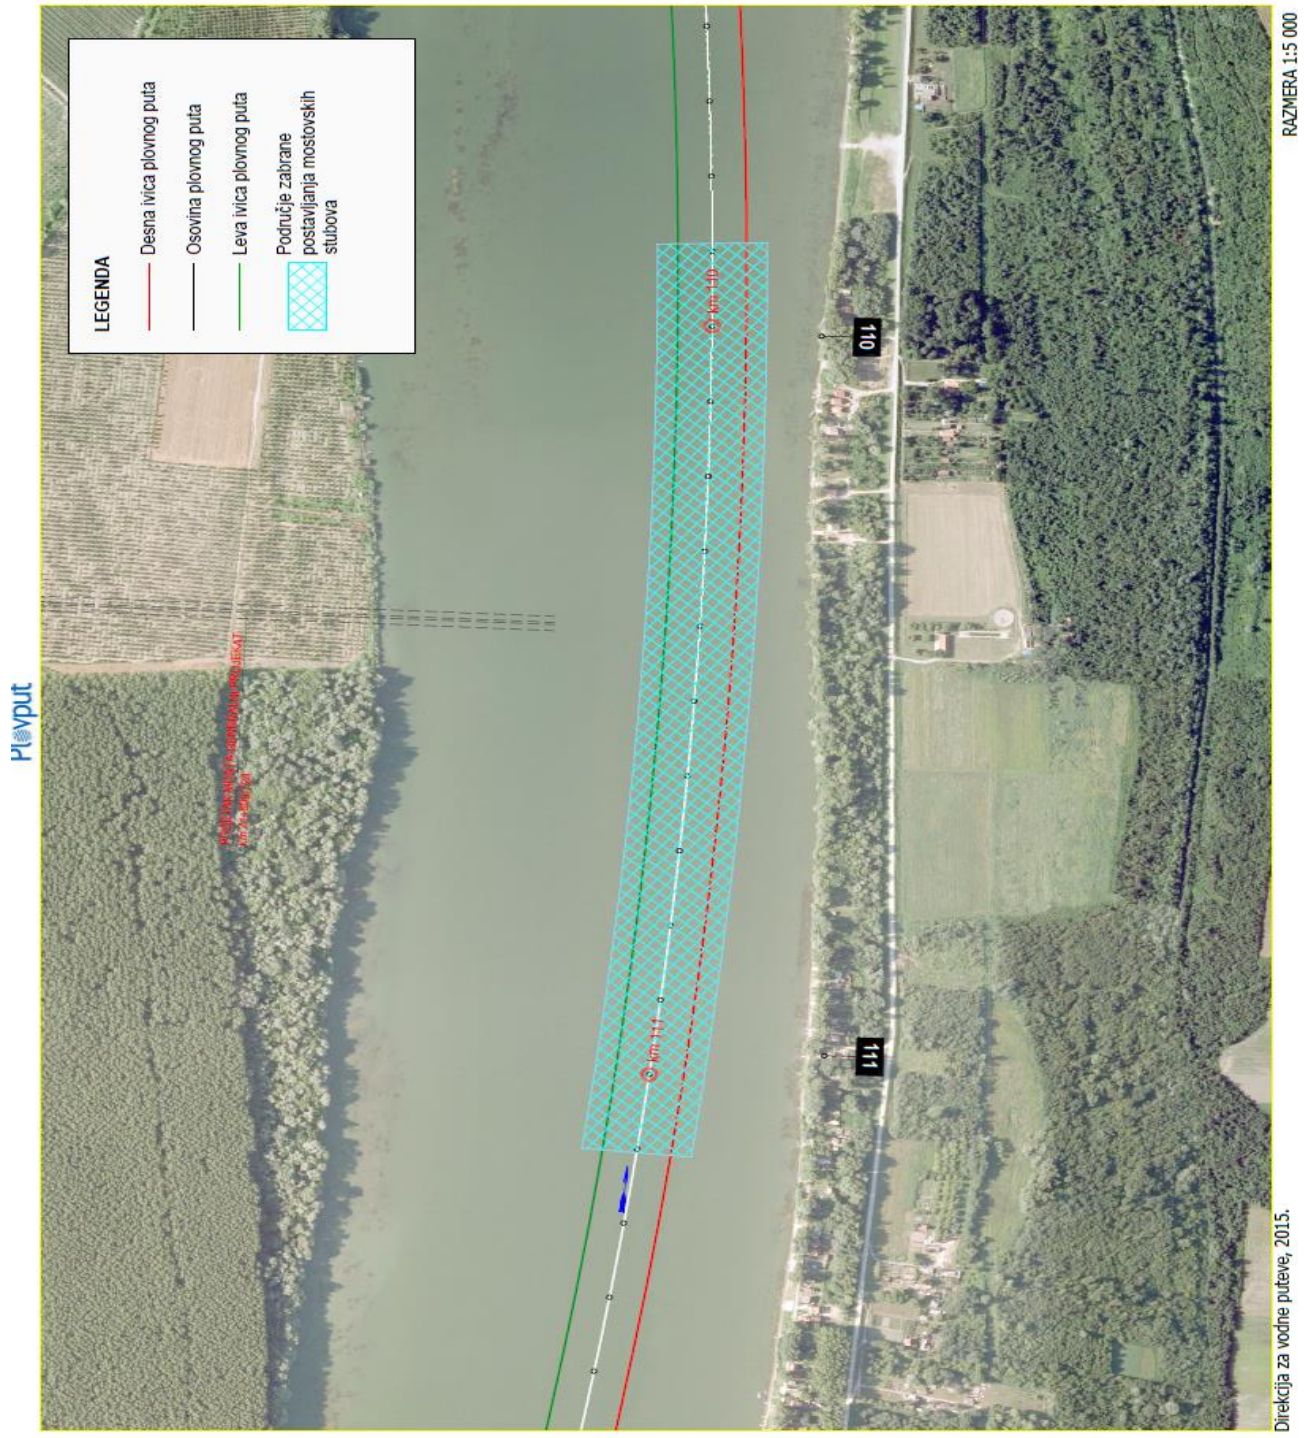 Plovput
LEGENDA
Desna ivica plovnog puta
Osovina plovnog puta
Leva ivica plovnog puta
Područje zabrane
postavljanja mostovskih
stubova
km 110
110
km 111
111
Direkcija za vodne puteve, 2015.
RAZMERA 1:5 000